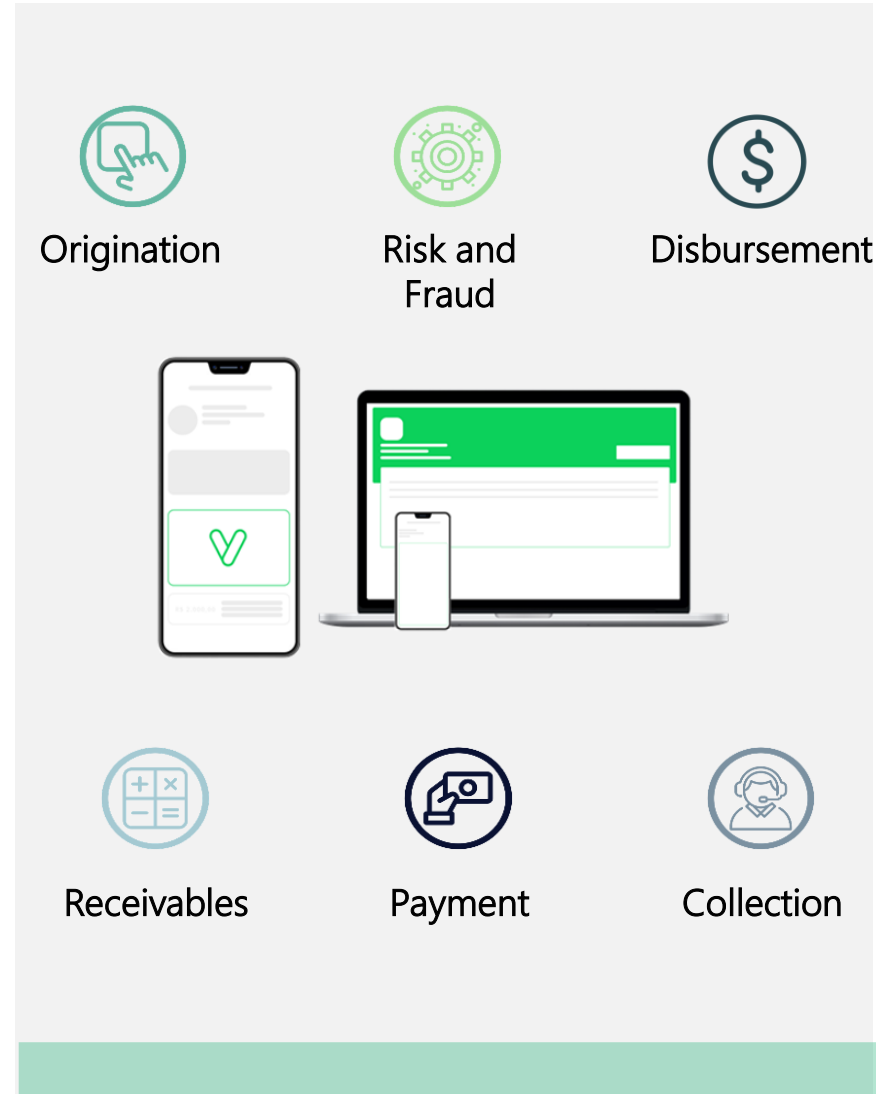 Origination
Risk and
Fraud
Disbursement
Receivables
Payment
Collection